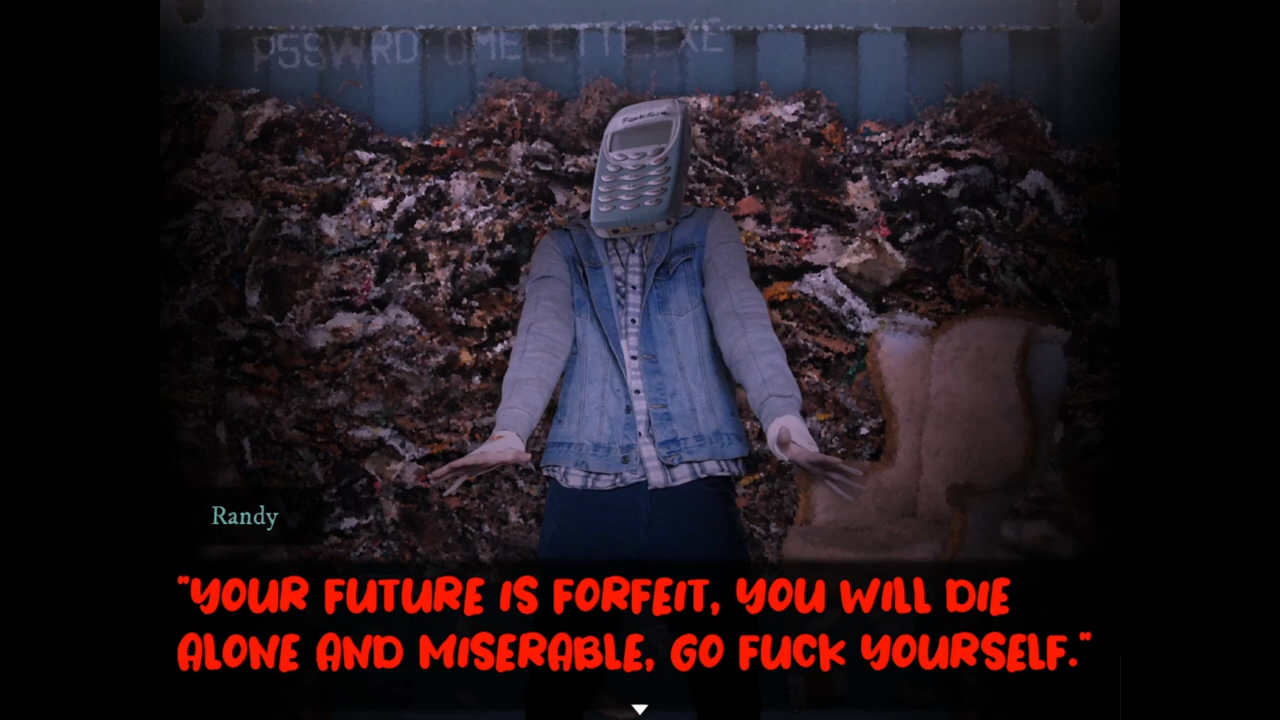 P55WRD: OMELETTE.EXE
Randy
"YOUR FUTURE IS FORFEIT, YOU WILL DIE
ALONE AND MISERABLE, GO FUCK YOURSELF."